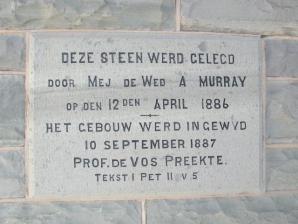 DEZE STEEN WERD GELEGD
DOOR MEJ DE WED A MURRAY
OP DEN 12DEN APRIL 1886
HET GEBOUW WERD INGEWYD
10 SEPTEMBER 1887
PROF. DE VOS PREEKTE.
TEKST I PET II V 5